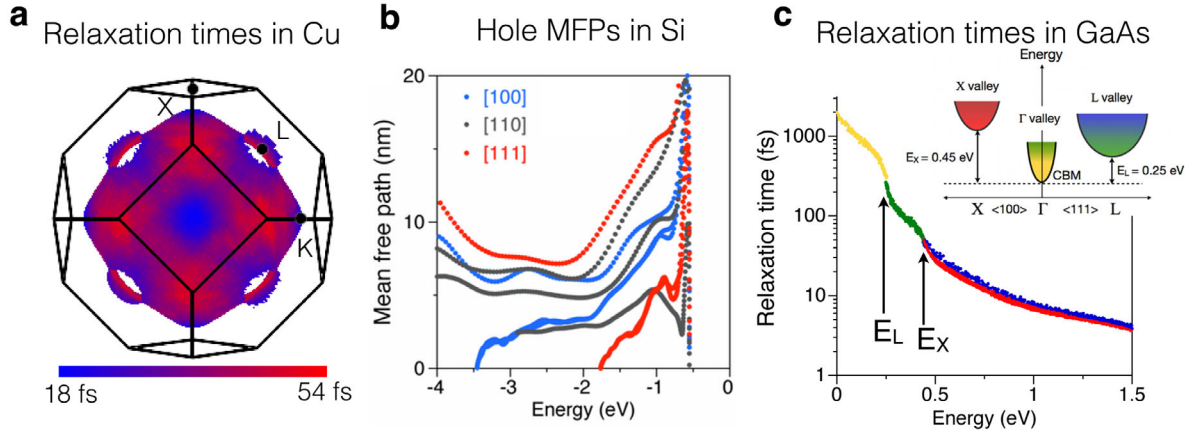 a
Relaxation times in Cu
X
L
K
18 fs
54 fs
b
Hole MFPs in Si
20
15
10
5
0
Mean free path (nm)
[100]
[110]
[111]
-4
-3
-2
-1
0
Energy (eV)
c
Relaxation times in GaAs
Energy
X valley
L valley
Γ valley
E_X = 0.45 eV
E_L = 0.25 eV
CBM
X <100> Γ <111> L
1000
100
10
1
Relaxation time (fs)
E_L
E_X
0
0.5
1
1.5
Energy (eV)